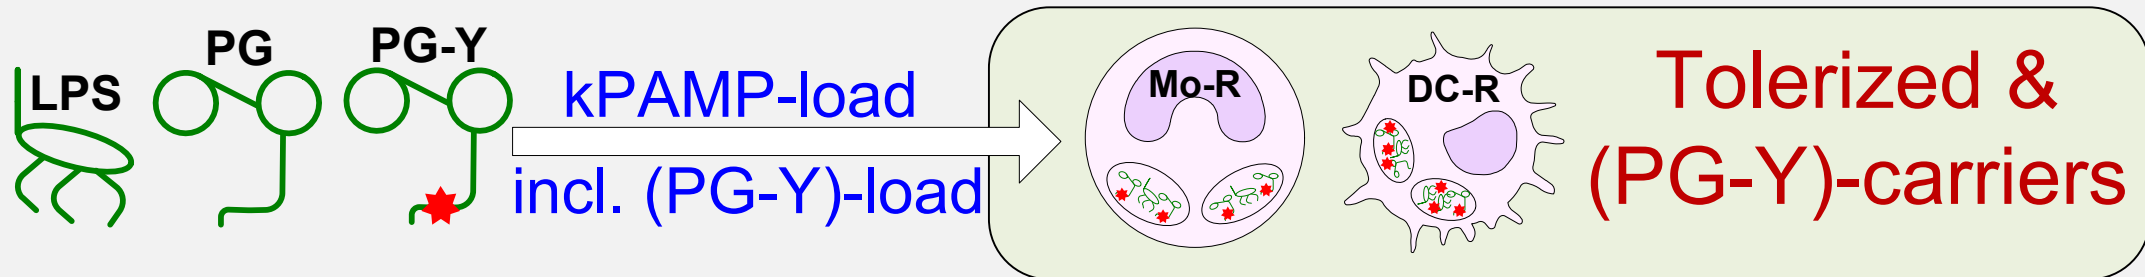 LPS
PG
PG-Y
kPAMP-load
incl. (PG-Y)-load
Mo-R
DC-R
Tolerized &
(PG-Y)-carriers